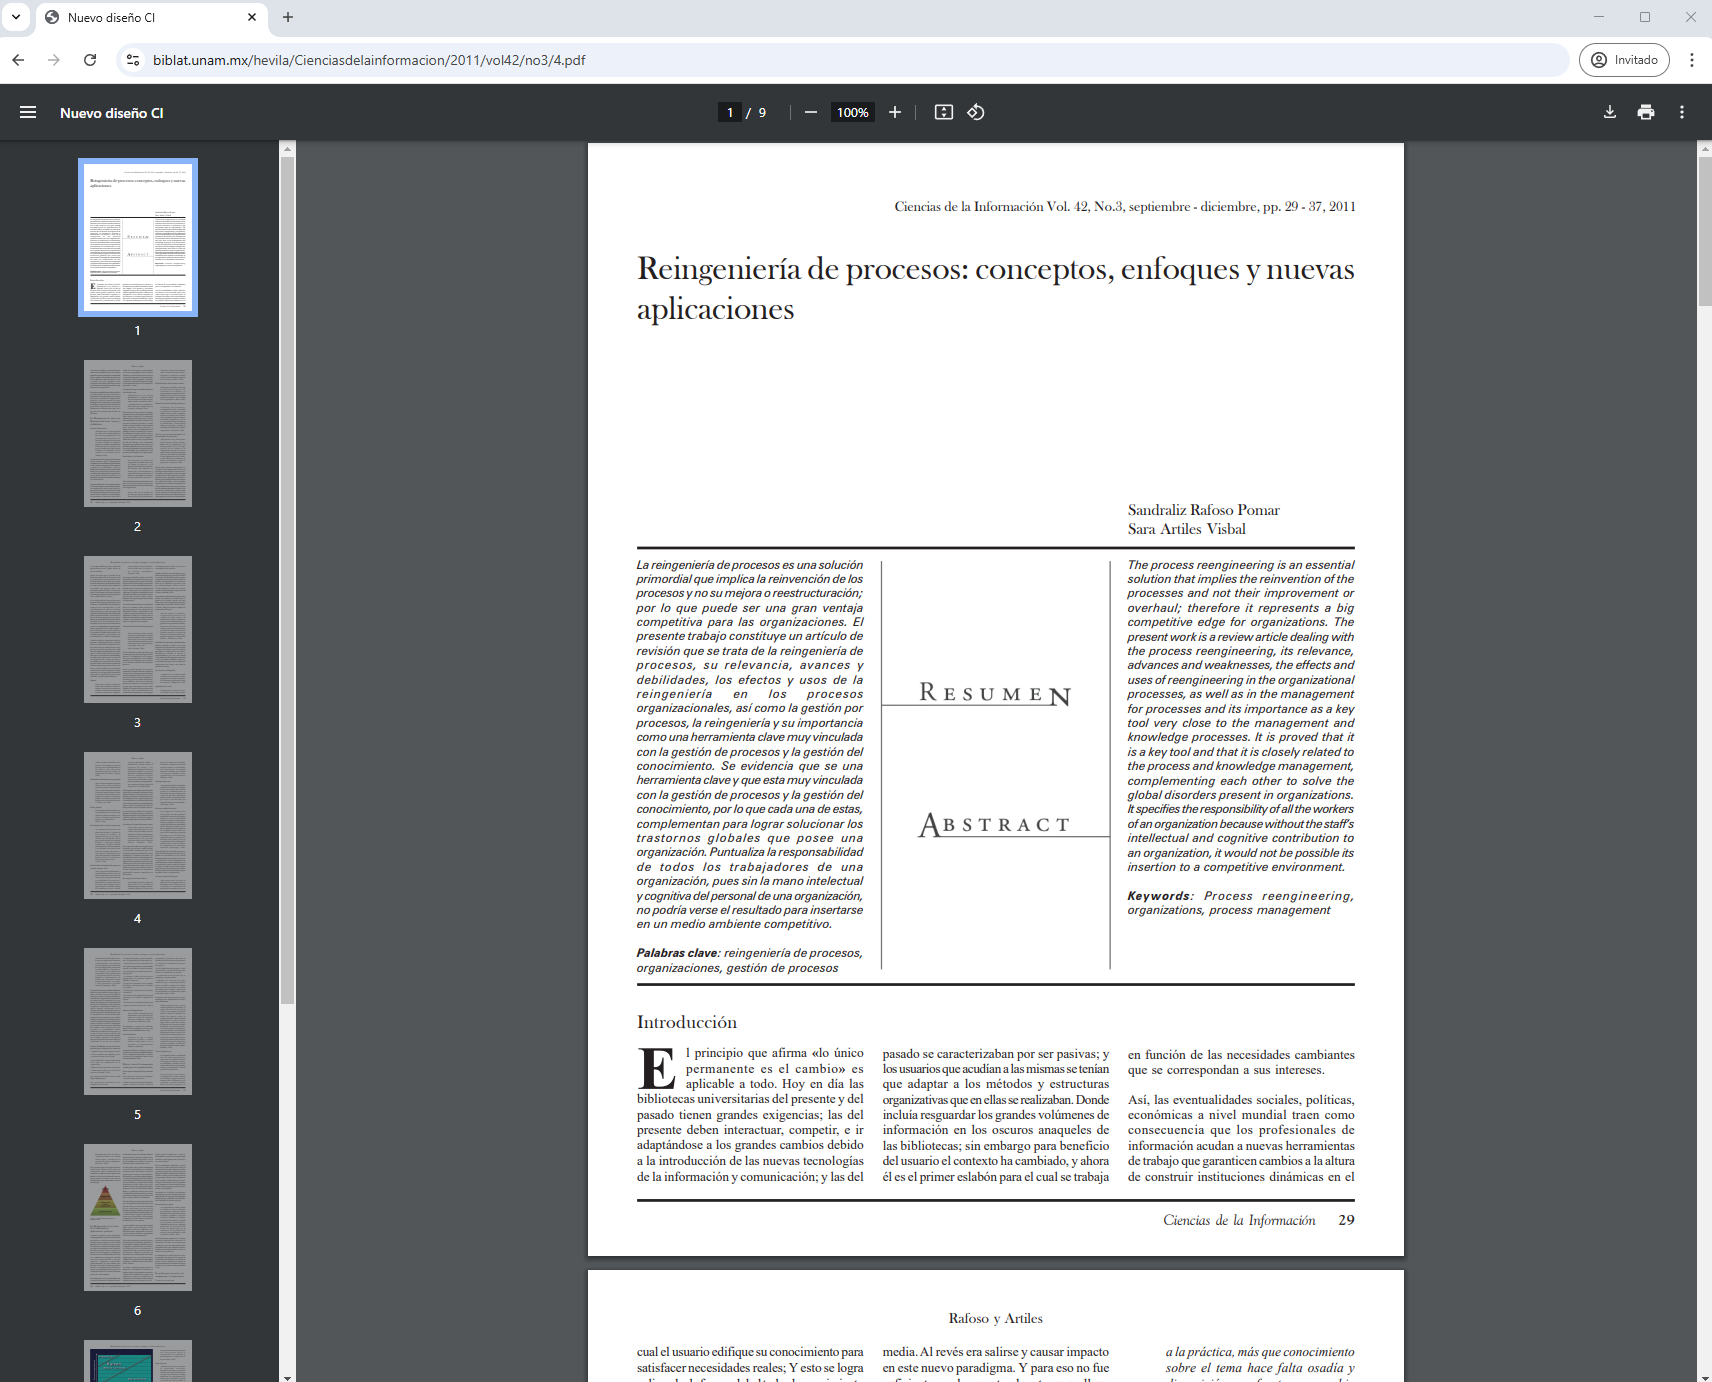 Nuevo diseño CI
biblat.unam.mx/hevila/Cienciasdelainformacion/2011/vol42/no3/4.pdf
Invitado
Nuevo diseño CI
1 / 9
100%
1
2
3
4
5
6
Ciencias de la Información Vol. 42, No.3, septiembre - diciembre, pp. 29 - 37, 2011
Reingeniería de procesos: conceptos, enfoques y nuevas
aplicaciones
Sandraliz Rafoso Pomar
Sara Artiles Visbal
La reingeniería de procesos es una solución
primordial que implica la reinvención de los
procesos y no su mejora o reestructuración;
por lo que puede ser una gran ventaja
competitiva para las organizaciones. El
presente trabajo constituye un artículo de
revisión que se trata de la reingeniería de
procesos, su relevancia, avances y
debilidades, los efectos y usos de la
reingeniería en los procesos
organizacionales, así como la gestión por
procesos, la reingeniería y su importancia
como una herramienta clave muy vinculada
con la gestión de procesos y la gestión del
conocimiento. Se evidencia que se una
herramienta clave y que esta muy vinculada
con la gestión de procesos y la gestión del
conocimiento, por lo que cada una de estas,
complementan para lograr solucionar los
trastornos globales que posee una
organización. Puntualiza la responsabilidad
de todos los trabajadores de una
organización, pues sin la mano intelectual
y cognitiva del personal de una organización,
no podría verse el resultado para insertarse
en un medio ambiente competitivo.
Palabras clave: reingeniería de procesos,
organizaciones, gestión de procesos
RESUMEN
ABSTRACT
The process reengineering is an essential
solution that implies the reinvention of the
processes and not their improvement or
overhaul; therefore it represents a big
competitive edge for organizations. The
present work is a review article dealing with
the process reengineering, its relevance,
advances and weaknesses, the effects and
uses of reengineering in the organizational
processes, as well as in the management
for processes and its importance as a key
tool very close to the management and
knowledge processes. It is proved that it
is a key tool and that it is closely related to
the process and knowledge management,
complementing each other to solve the
global disorders present in organizations.
It specifies the responsibility of all the workers
of an organization because without the staff's
intellectual and cognitive contribution to
an organization, it would not be possible its
insertion to a competitive environment.
Keywords: Process reengineering,
organizations, process management
Introducción
El principio que afirma «lo único
permanente es el cambio» es
aplicable a todo. Hoy en día las
bibliotecas universitarias del presente y del
pasado tienen grandes exigencias; las del
presente deben interactuar, competir, e ir
adaptándose a los grandes cambios debido
a la introducción de las nuevas tecnologías
de la información y comunicación; y las del
pasado se caracterizaban por ser pasivas; y
los usuarios que acudían a las mismas se tenían
que adaptar a los métodos y estructuras
organizativas que en ellas se realizaban. Donde
incluía resguardar los grandes volúmenes de
información en los oscuros anaqueles de
las bibliotecas; sin embargo para beneficio
del usuario el contexto ha cambiado, y ahora
él es el primer eslabón para el cual se trabaja
en función de las necesidades cambiantes
que se correspondan a sus intereses.
Así, las eventualidades sociales, políticas,
económicas a nivel mundial traen como
consecuencia que los profesionales de
información acudan a nuevas herramientas
de trabajo que garanticen cambios a la altura
de construir instituciones dinámicas en el
Ciencias de la Información 29
Rafoso y Artiles
cual el usuario edifique su conocimiento para
satisfacer necesidades reales; Y esto se logra
media. Al revés era salirse y causar impacto
en este nuevo paradigma. Y para eso no fue
a la práctica, más que conocimiento
sobre el tema hace falta osadía y